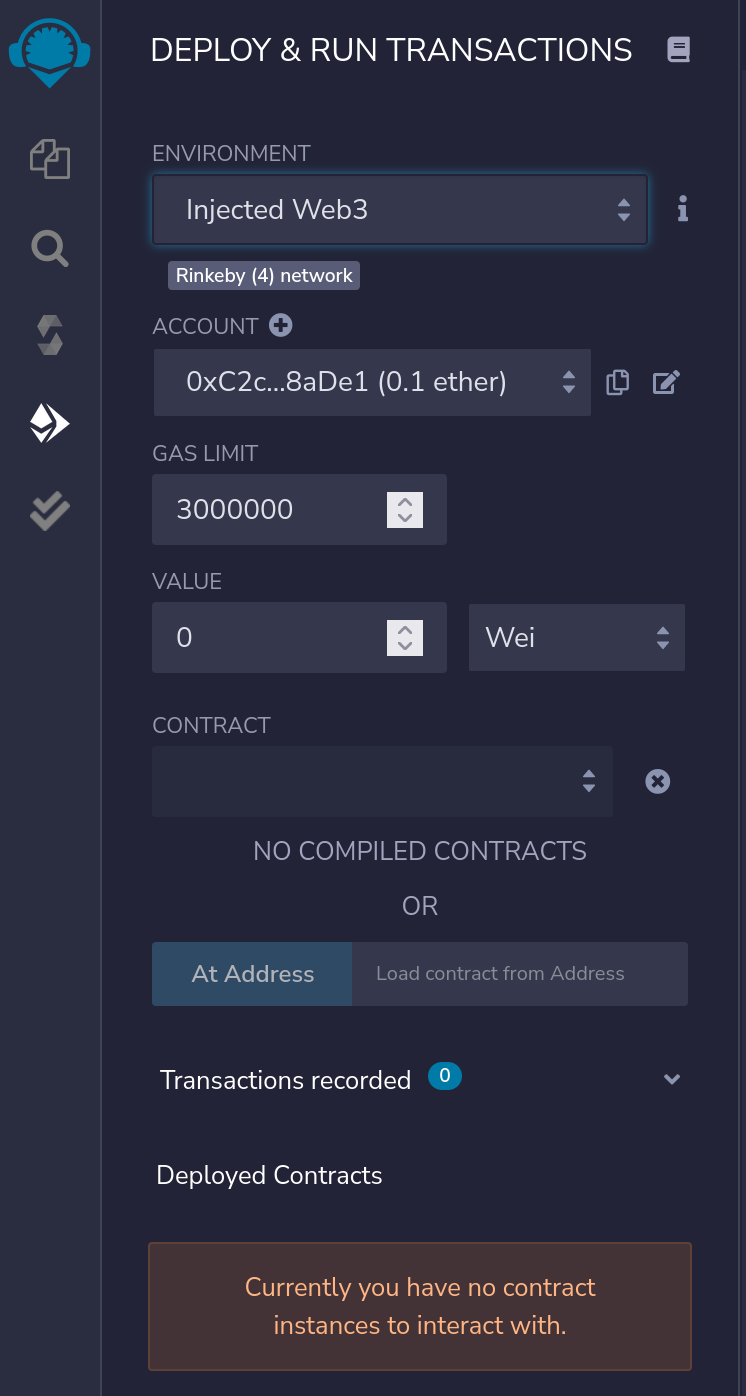 DEPLOY & RUN TRANSACTIONS
ENVIRONMENT
Injected Web3
Rinkeby (4) network
ACCOUNT
0xC2c...8aDe1 (0.1 ether)
GAS LIMIT
3000000
VALUE
0
Wei
CONTRACT
NO COMPILED CONTRACTS
OR
At Address
Load contract from Address
Transactions recorded 0
Deployed Contracts
Currently you have no contract
instances to interact with.